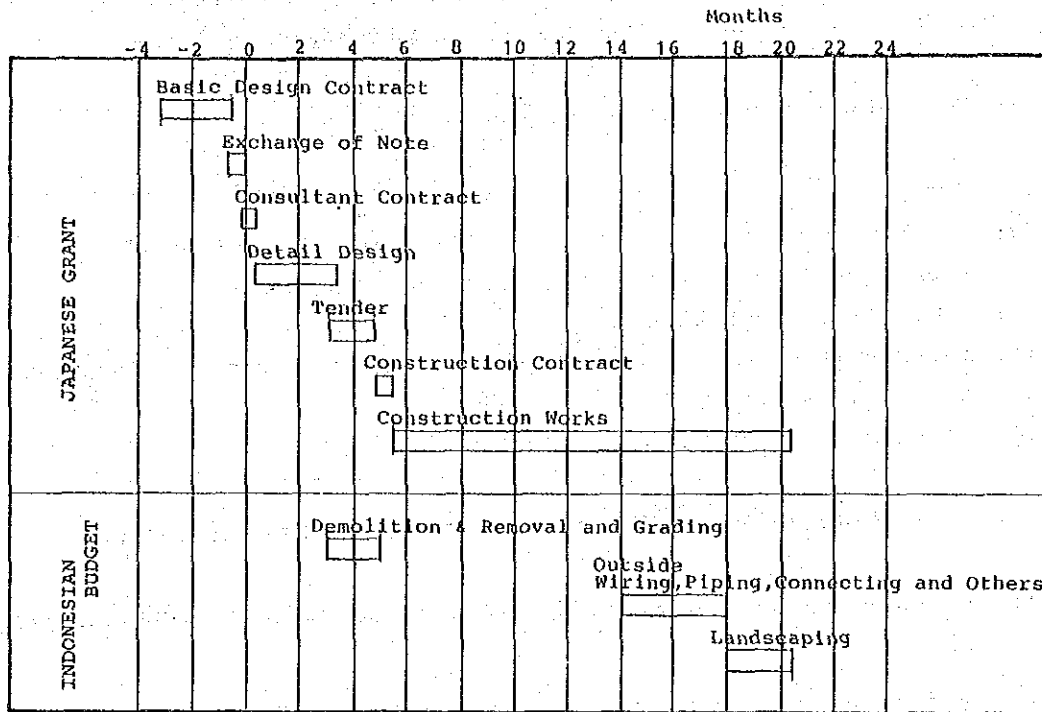 Months
-4 -2 0 2 4 6 8 10 12 14 16 18 20 22 24
JAPANESE GRANT
Basic Design Contract
Exchange of Note
Consultant Contract
Detail Design
Tender
Construction Contract
Construction Works
INDONESIAN
BUDGET
Demolition & Removal and Grading
Outside
Wiring,Piping,Connecting and Others
Landscaping